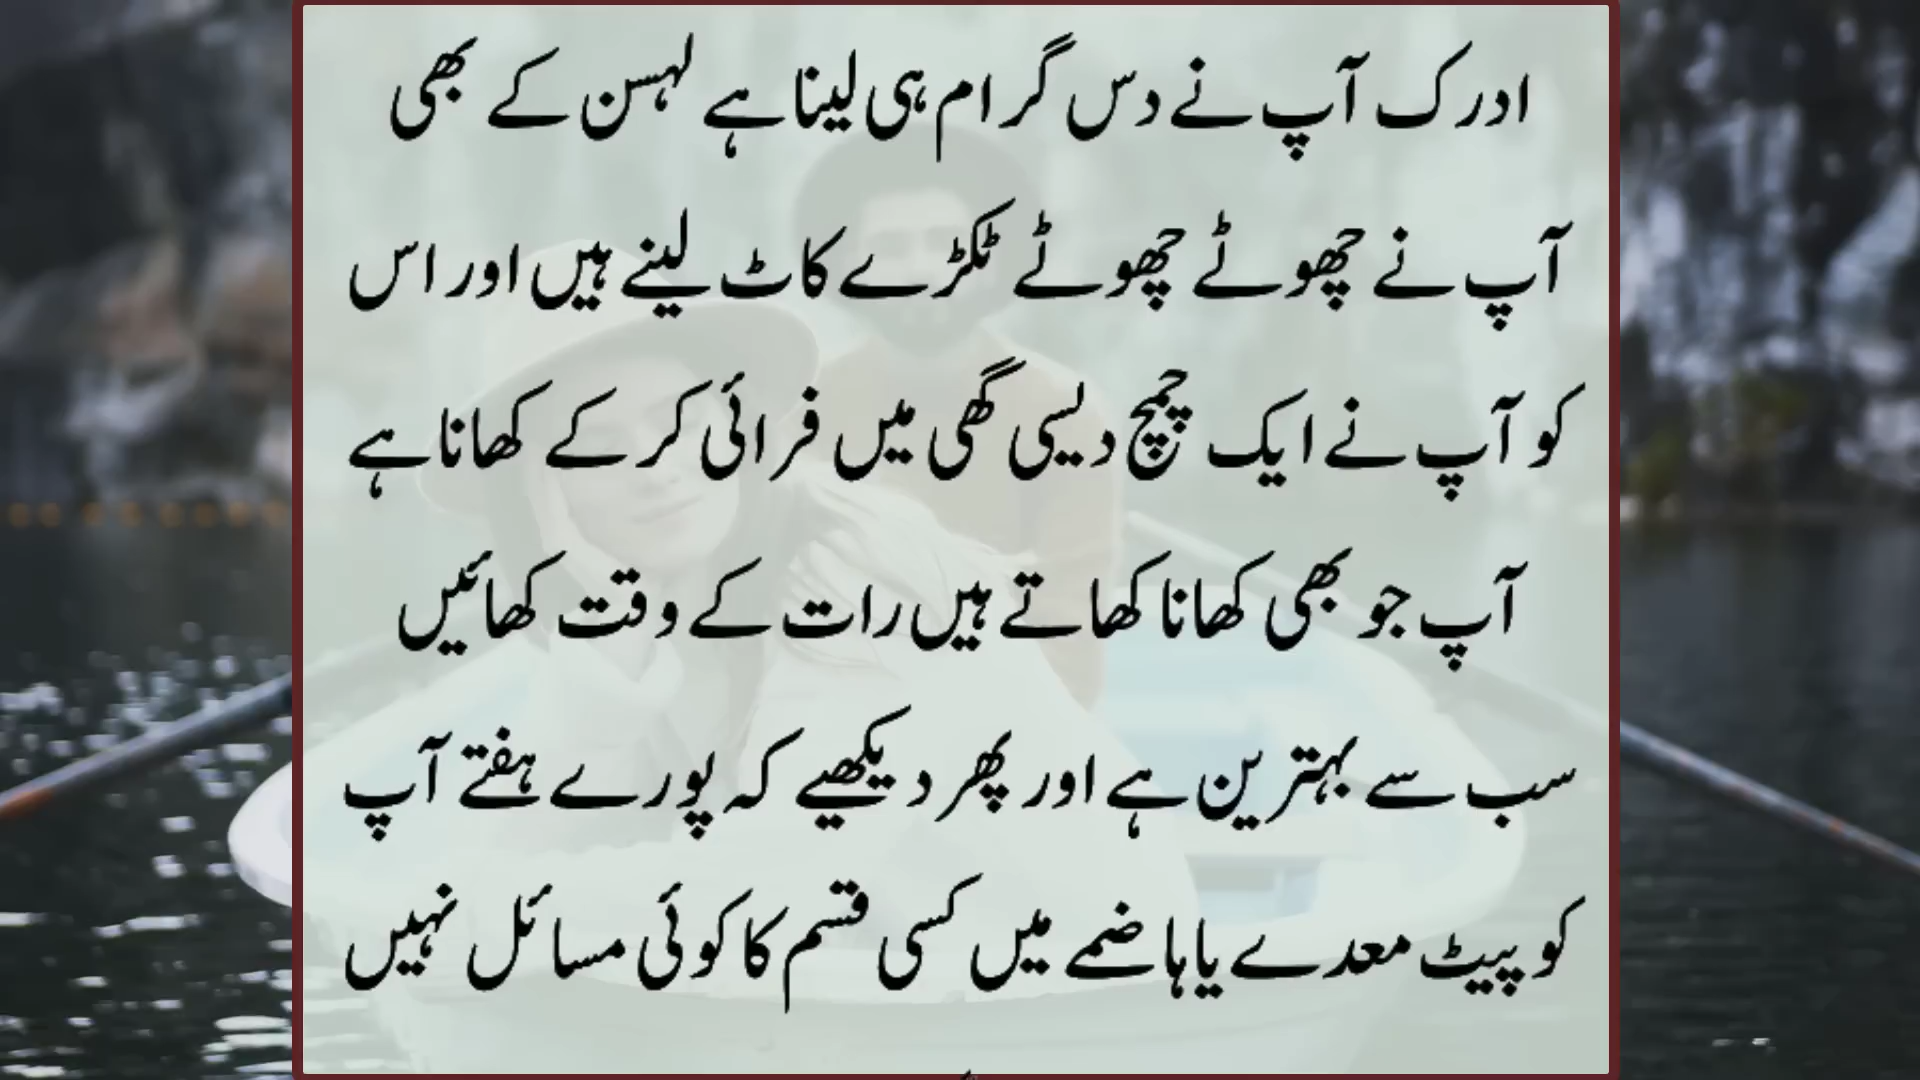 ادرک آپ نے دس گرام ہی لینا ہے لہسن کے بھی
آپ نے چھوٹے چھوٹے ٹکڑے کاٹ لینے ہیں اور اس
کو آپ نے ایک چمچ دیسی گھی میں فرائی کر کے کھانا ہے
آپ جو بھی کھانا کھاتے ہیں رات کے وقت کھائیں
سب سے بہترین ہے اور پھر دیکھیے کہ پورے ہفتے آپ
کو پیٹ معدے یا ہاضمے میں کسی قسم کا کوئی مسائل نہیں